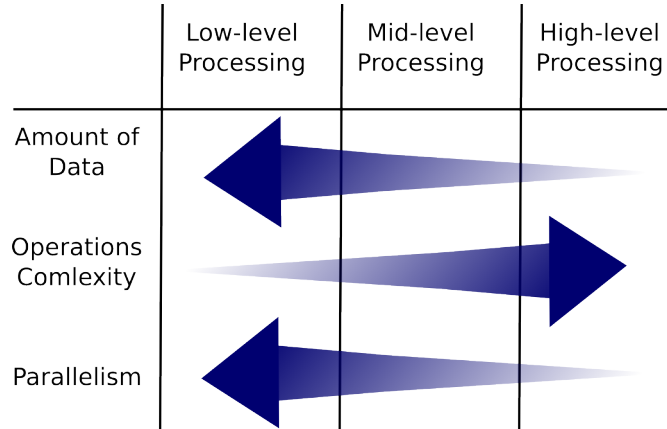 Low-level
Processing
Mid-level
Processing
High-level
Processing
Amount of
Data
Operations
Comlexity
Parallelism